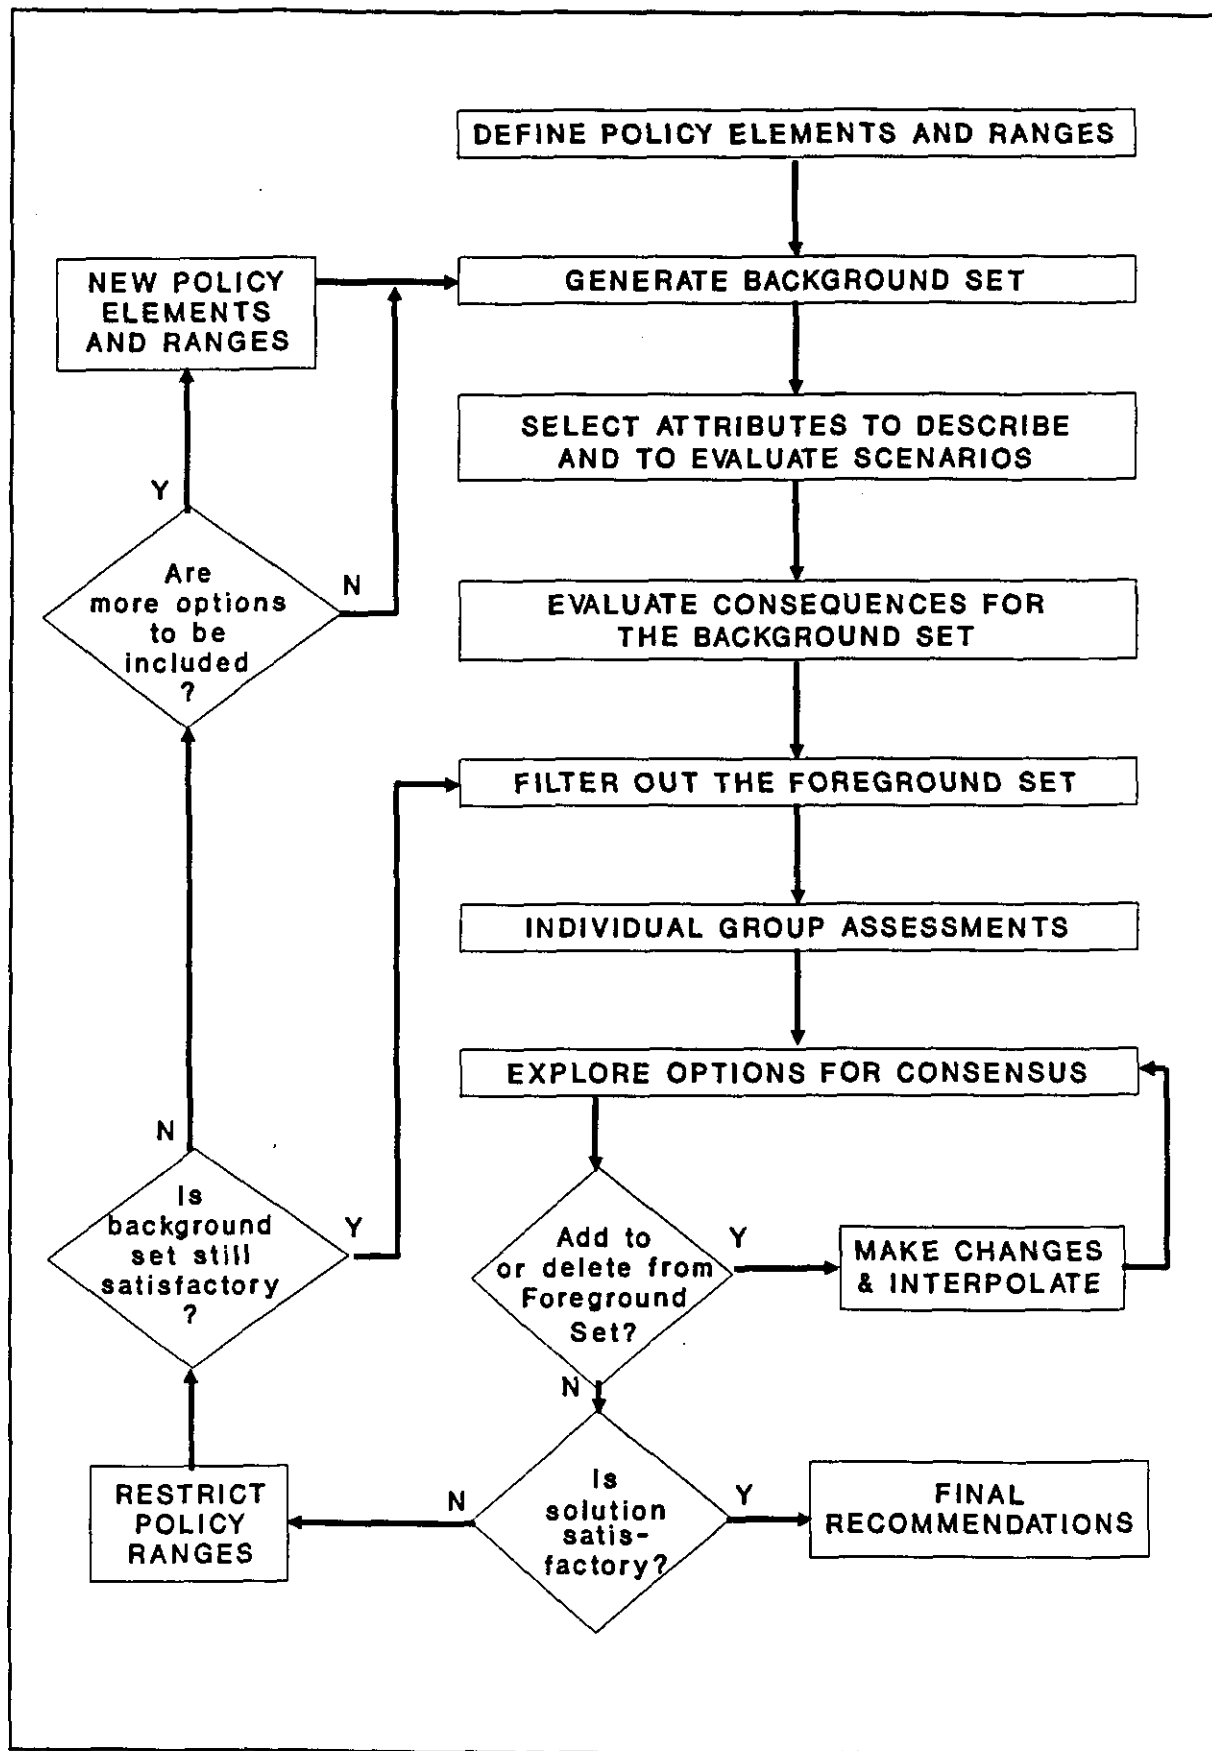 DEFINE POLICY ELEMENTS AND RANGES
NEW POLICY
ELEMENTS
AND RANGES
GENERATE BACKGROUND SET
SELECT ATTRIBUTES TO DESCRIBE
AND TO EVALUATE SCENARIOS
Y
Are
more options
to be
included
?
N
EVALUATE CONSEQUENCES FOR
THE BACKGROUND SET
FILTER OUT THE FOREGROUND SET
INDIVIDUAL GROUP ASSESSMENTS
EXPLORE OPTIONS FOR CONSENSUS
N
Is
background
set still
satisfactory
?
Y
Add to
or delete from
Foreground
Set?
Y
MAKE CHANGES
& INTERPOLATE
N
RESTRICT
POLICY
RANGES
N
Is
solution
satis-
factory?
Y
FINAL
RECOMMENDATIONS